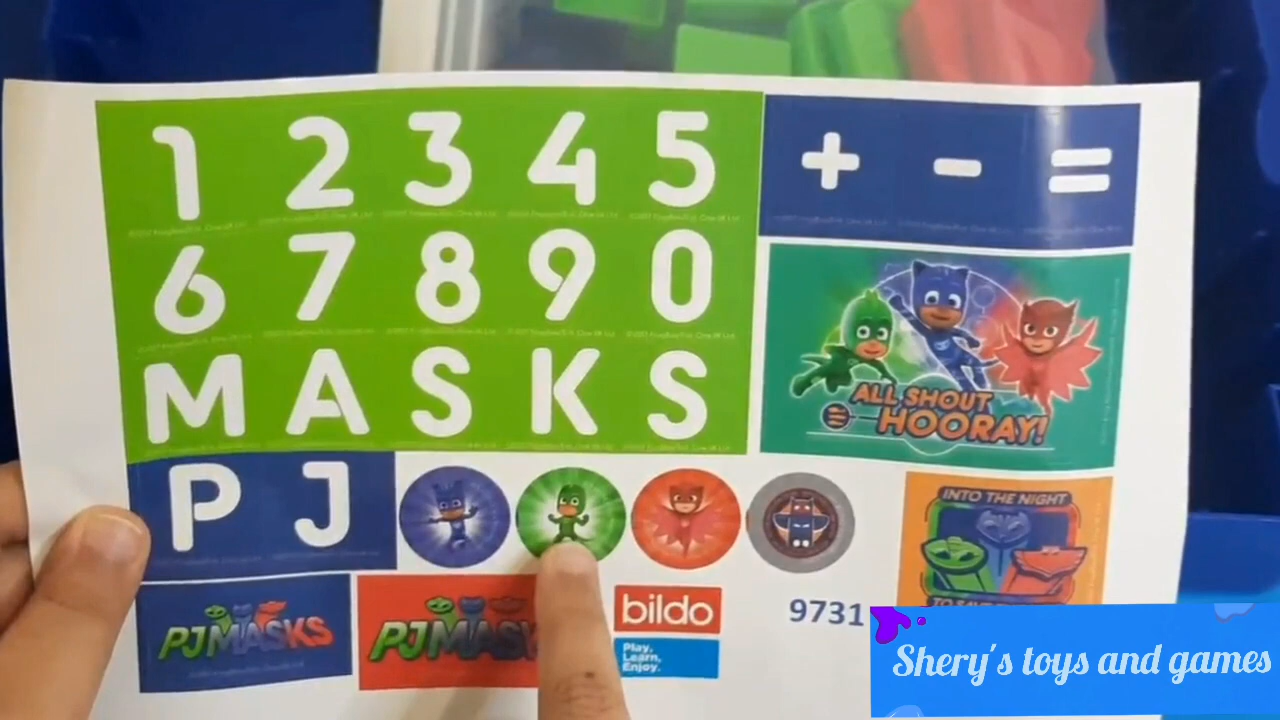 1 2 3 4 5
+ - =
6 7 8 9 0
ALL SHOUT
HOORAY!
M A S K S
P J
INTO THE NIGHT
PJMASKS
PJMASK
bildo
Play,
Learn,
Enjoy.
9731
Shery's toys and games